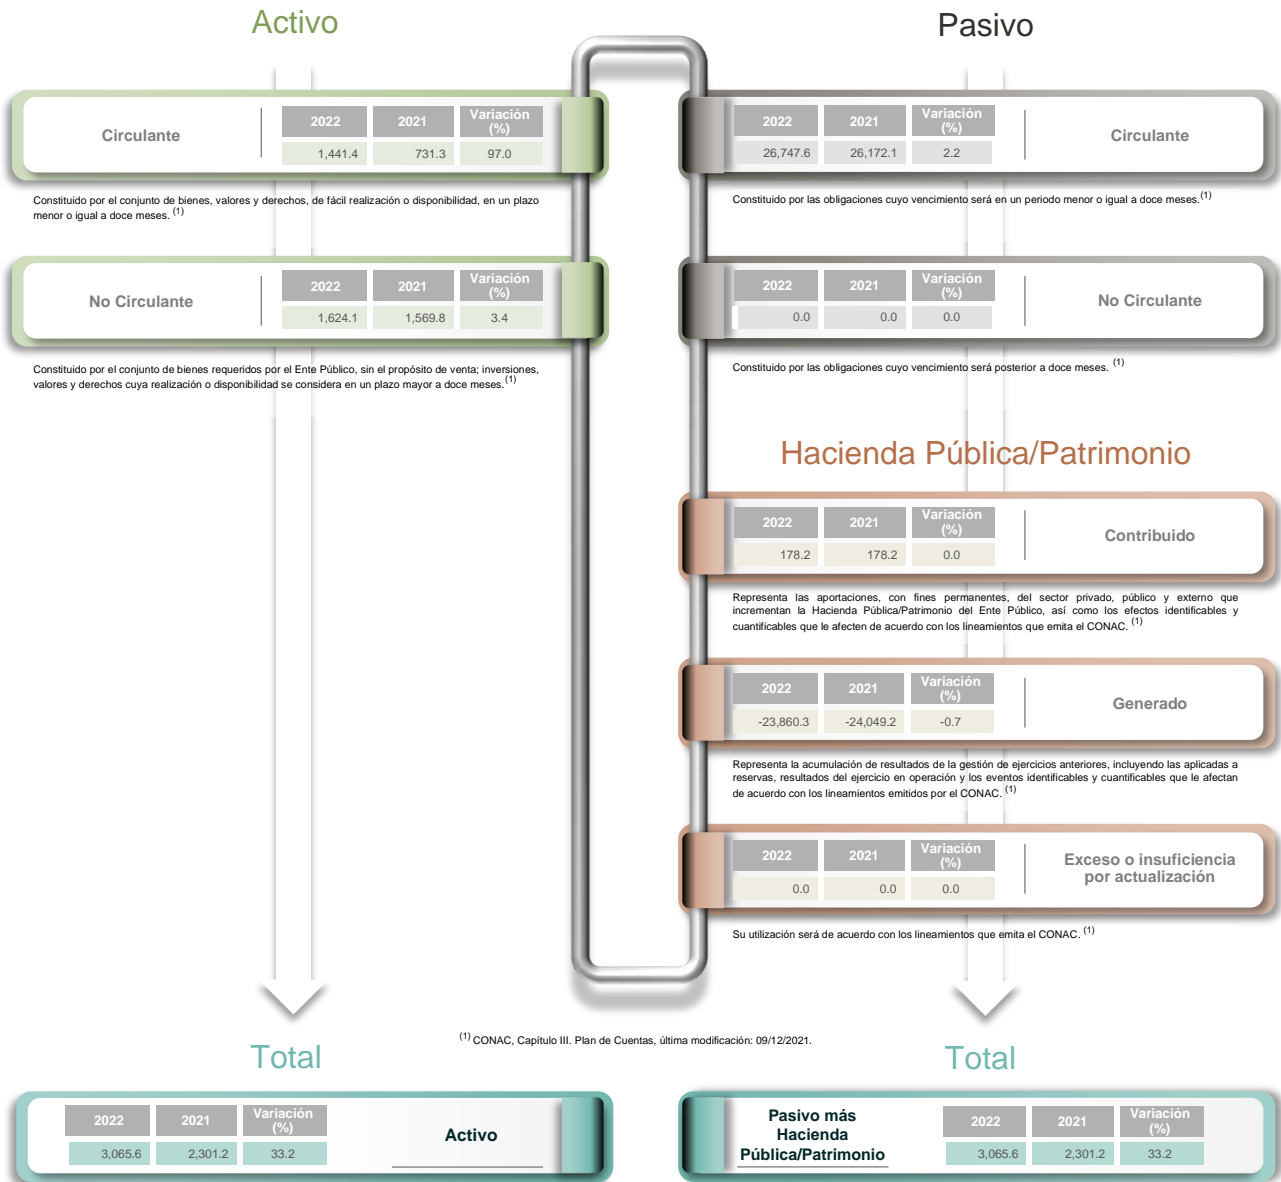 Activo
Circulante
2022 2021 Variación (%)
1,441.4 731.3 97.0
Constituido por el conjunto de bienes, valores y derechos, de fácil realización o disponibilidad, en un plazo
menor o igual a doce meses. (1)
No Circulante
2022 2021 Variación (%)
1,624.1 1,569.8 3.4
Constituido por el conjunto de bienes requeridos por el Ente Público, sin el propósito de venta; inversiones,
valores y derechos cuya realización o disponibilidad se considera en un plazo mayor a doce meses. (1)
Pasivo
2022 2021 Variación (%)
26,747.6 26,172.1 2.2
Circulante
Constituido por las obligaciones cuyo vencimiento será en un periodo menor o igual a doce meses. (1)
2022 2021 Variación (%)
0.0 0.0 0.0
No Circulante
Constituido por las obligaciones cuyo vencimiento será posterior a doce meses. (1)
Hacienda Pública/Patrimonio
2022 2021 Variación (%)
178.2 178.2 0.0
Contribuido
Representa las aportaciones, con fines permanentes, del sector privado, público y externo que
incrementan la Hacienda Pública/Patrimonio del Ente Público, así como los efectos identificables y
cuantificables que le afecten de acuerdo con los lineamientos que emita el CONAC. (1)
2022 2021 Variación (%)
-23,860.3 -24,049.2 -0.7
Generado
Representa la acumulación de resultados de la gestión de ejercicios anteriores, incluyendo las aplicadas a
reservas, resultados del ejercicio en operación y los eventos identificables y cuantificables que le afectan
de acuerdo con los lineamientos emitidos por el CONAC. (1)
2022 2021 Variación (%)
0.0 0.0 0.0
Exceso o insuficiencia
por actualización
Su utilización será de acuerdo con los lineamientos que emita el CONAC. (1)
(1) CONAC, Capítulo III. Plan de Cuentas, última modificación: 09/12/2021.
Total
2022 2021 Variación (%)
3,065.6 2,301.2 33.2
Activo
Total
Pasivo más
Hacienda
Pública/Patrimonio
2022 2021 Variación (%)
3,065.6 2,301.2 33.2